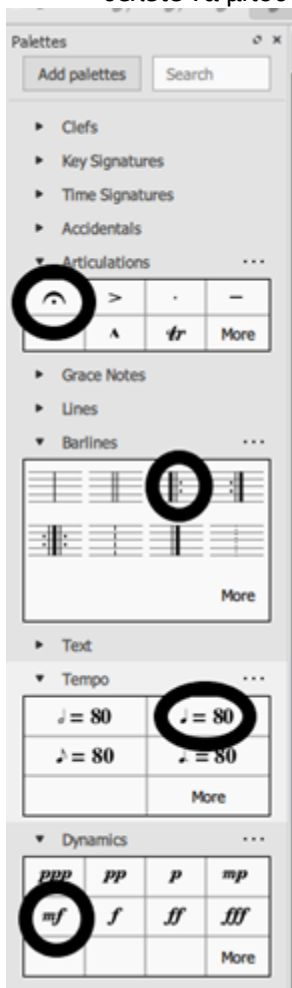 Palettes
Add palettes Search
Clefs
Key Signatures
Time Signatures
Accidentals
Articulations ...
tr More
Grace Notes
Lines
Barlines ...
More
Text
Tempo ...
= 80 = 80
= 80 = 80
More
Dynamics ...
ppp pp p mp
mf f ff fff
More